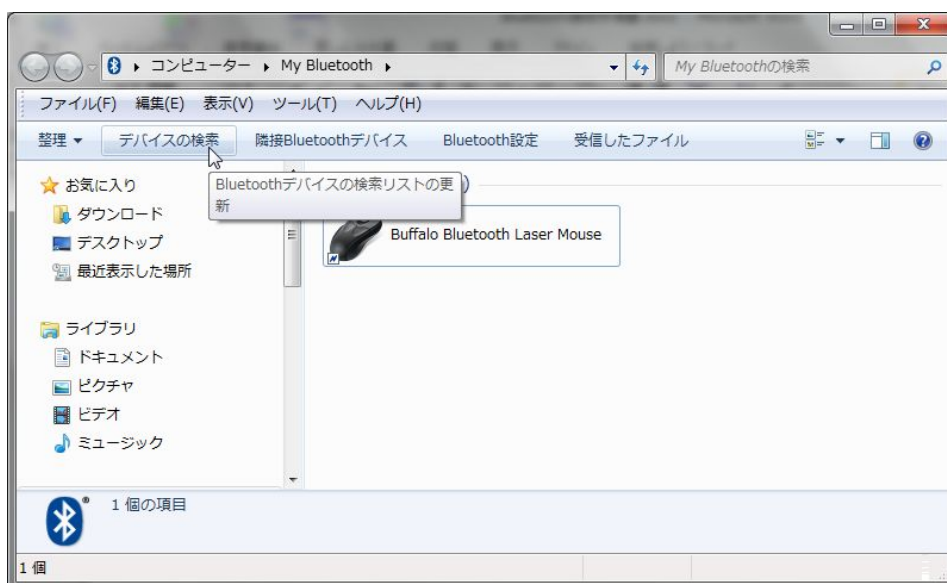 コンピューター
My Bluetooth
My Bluetoothの検索
ファイル(F) 編集(E) 表示(V) ツール(T) ヘルプ(H)
整理 デバイスの検索 隣接Bluetoothデバイス Bluetooth設定 受信したファイル
お気に入り
ダウンロード
デスクトップ
最近表示した場所
ライブラリ
ドキュメント
ピクチャ
ビデオ
ミュージック
Bluetoothデバイスの検索リストの更
新
)
Buffalo Bluetooth Laser Mouse
1 個の項目
1 個